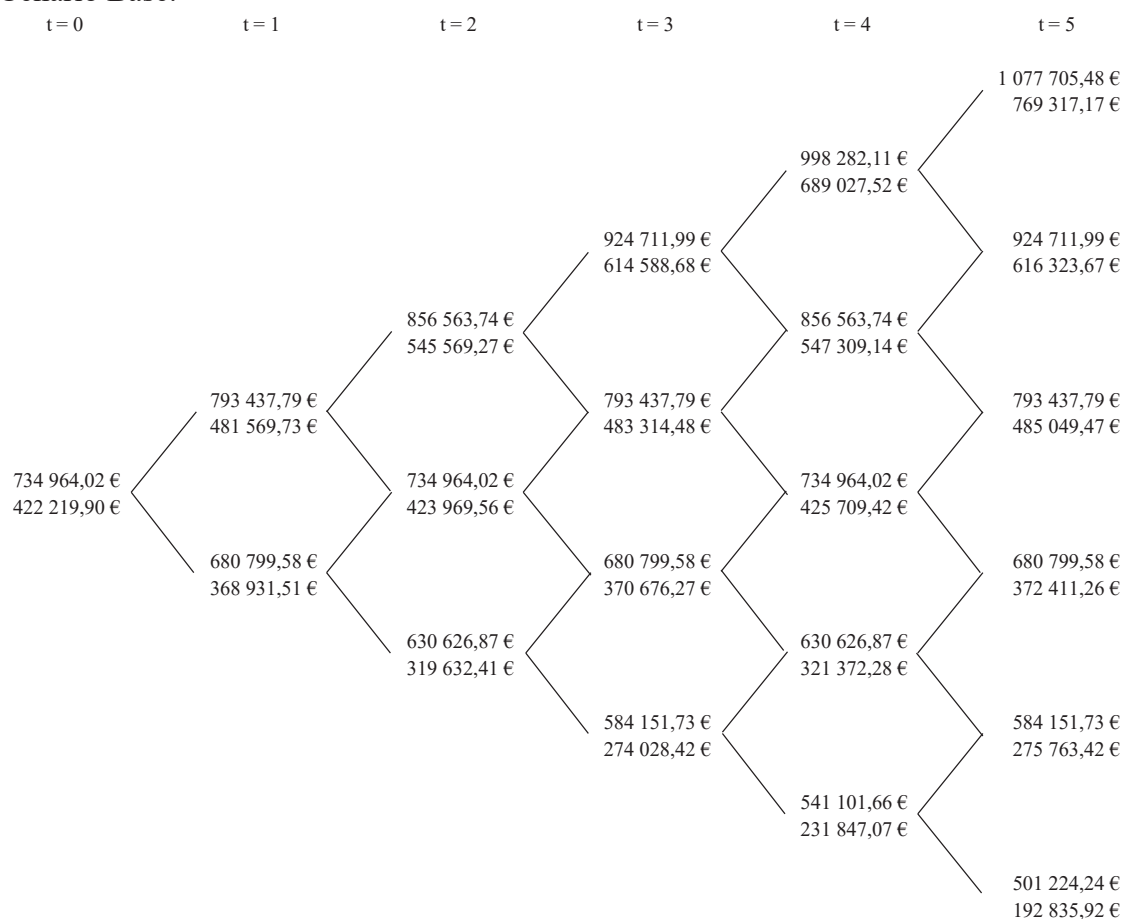 t = 0 t = 1 t = 2 t = 3 t = 4 t = 5
1 077 705,48 €
769 317,17 €
998 282,11 €
689 027,52 €
924 711,99 € 924 711,99 €
614 588,68 € 616 323,67 €
856 563,74 € 856 563,74 €
545 569,27 € 547 309,14 €
793 437,79 € 793 437,79 € 793 437,79 €
481 569,73 € 483 314,48 € 485 049,47 €
734 964,02 € 734 964,02 € 734 964,02 €
422 219,90 € 423 969,56 € 425 709,42 €
680 799,58 € 680 799,58 € 680 799,58 €
368 931,51 € 370 676,27 € 372 411,26 €
630 626,87 € 630 626,87 €
319 632,41 € 321 372,28 €
584 151,73 € 584 151,73 €
274 028,42 € 275 763,42 €
541 101,66 €
231 847,07 €
501 224,24 €
192 835,92 €